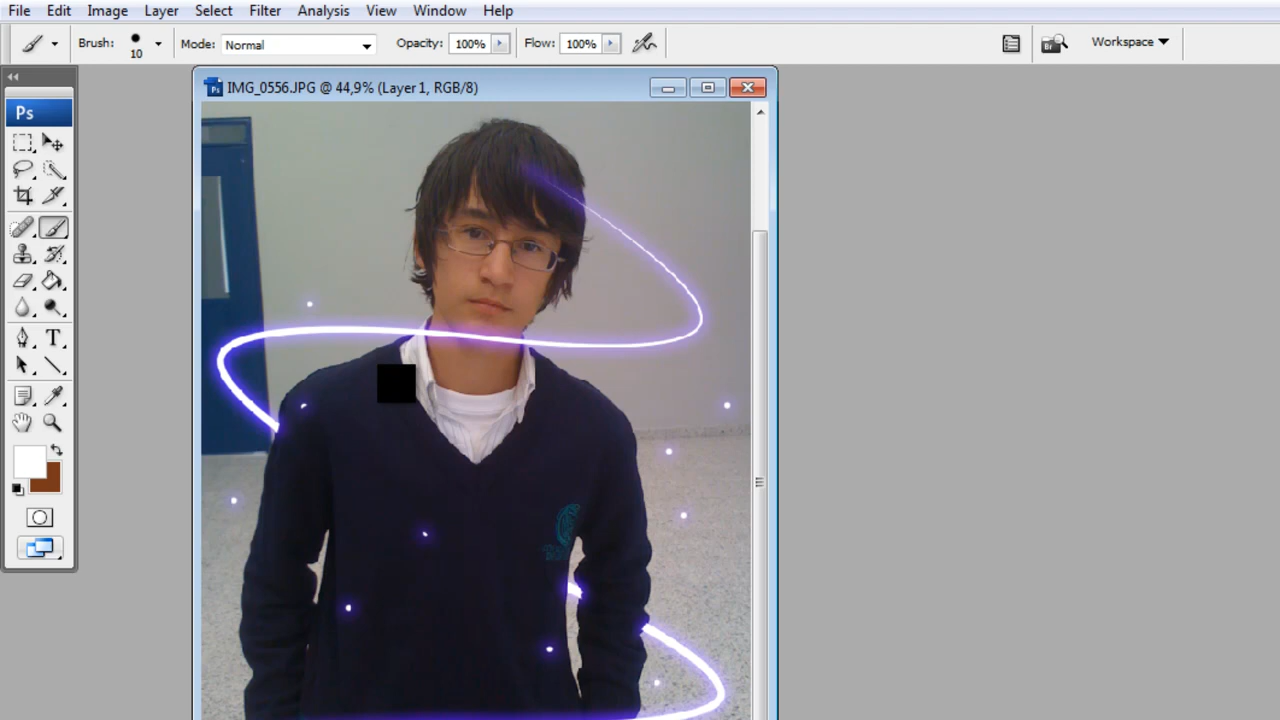 File Edit Image Layer Select Filter Analysis View Window Help
Brush: 10 Mode: Normal Opacity: 100% Flow: 100% Br Workspace
Ps
IMG_0556.JPG @ 44,9% (Layer 1, RGB/8)
T